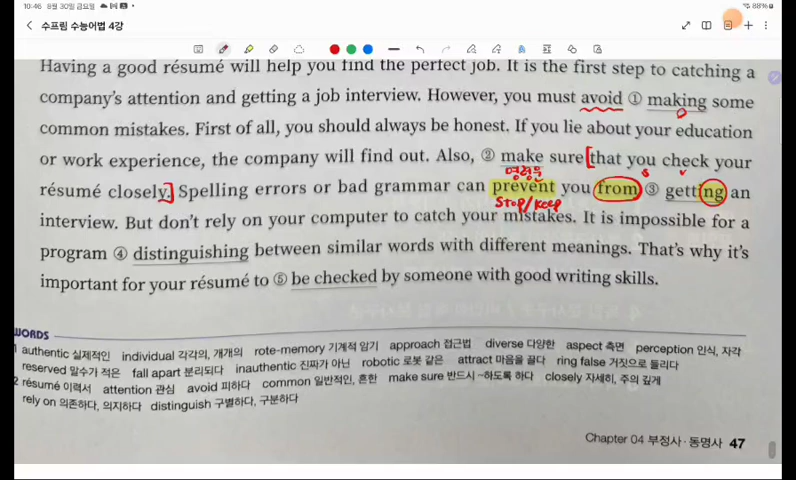 10:46 8월 30일 금요일
88%
수프림 수능어법 4강
Having a good résumé will help you find the perfect job. It is the first step to catching a
company's attention and getting a job interview. However, you must avoid ① making some
common mistakes. First of all, you should always be honest. If you lie about your education
or work experience, the company will find out. Also, ② make sure [that you check your
명령문 s v
résumé closely.] Spelling errors or bad grammar can prevent you from ③ getting an
stop/keep
interview. But don't rely on your computer to catch your mistakes. It is impossible for a
program ④ distinguishing between similar words with different meanings. That's why it's
important for your résumé to ⑤ be checked by someone with good writing skills.
WORDS
1 authentic 실제적인 individual 각각의, 개개의 rote-memory 기계적 암기 approach 접근법 diverse 다양한 aspect 측면 perception 인식, 자각
reserved 말수가 적은 fall apart 분리되다 inauthentic 진짜가 아닌 robotic 로봇 같은 attract 마음을 끌다 ring false 거짓으로 들리다
2 résumé 이력서 attention 관심 avoid 피하다 common 일반적인, 흔한 make sure 반드시 ~하도록 하다 closely 자세히, 주의 깊게
rely on 의존하다, 의지하다 distinguish 구별하다, 구분하다
Chapter 04 부정사·동명사 47